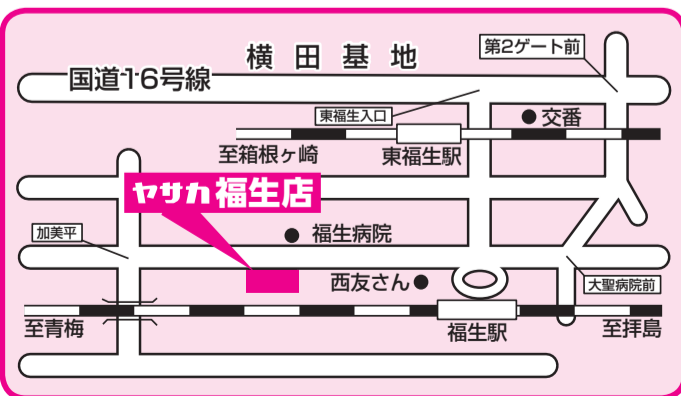 横田基地
第2ゲート前
国道16号線
東福生入口
交番
至箱根ヶ崎
東福生駅
ヤサカ福生店
加美平
福生病院
西友さん
大聖病院前
至青梅
福生駅
至拝島